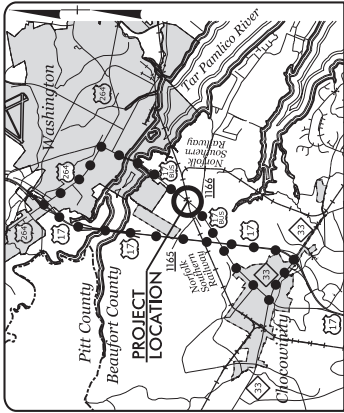 Washington
264
Tar Pamlico River
264
264
17
17
Pitt County
Beaufort County
17
BUS
Norfolk
Southern
Railway
1166
PROJECT
LOCATION
1165
17
BUS
Norfolk
Southern
Railway
17
33
33
Chocowinity
33
17